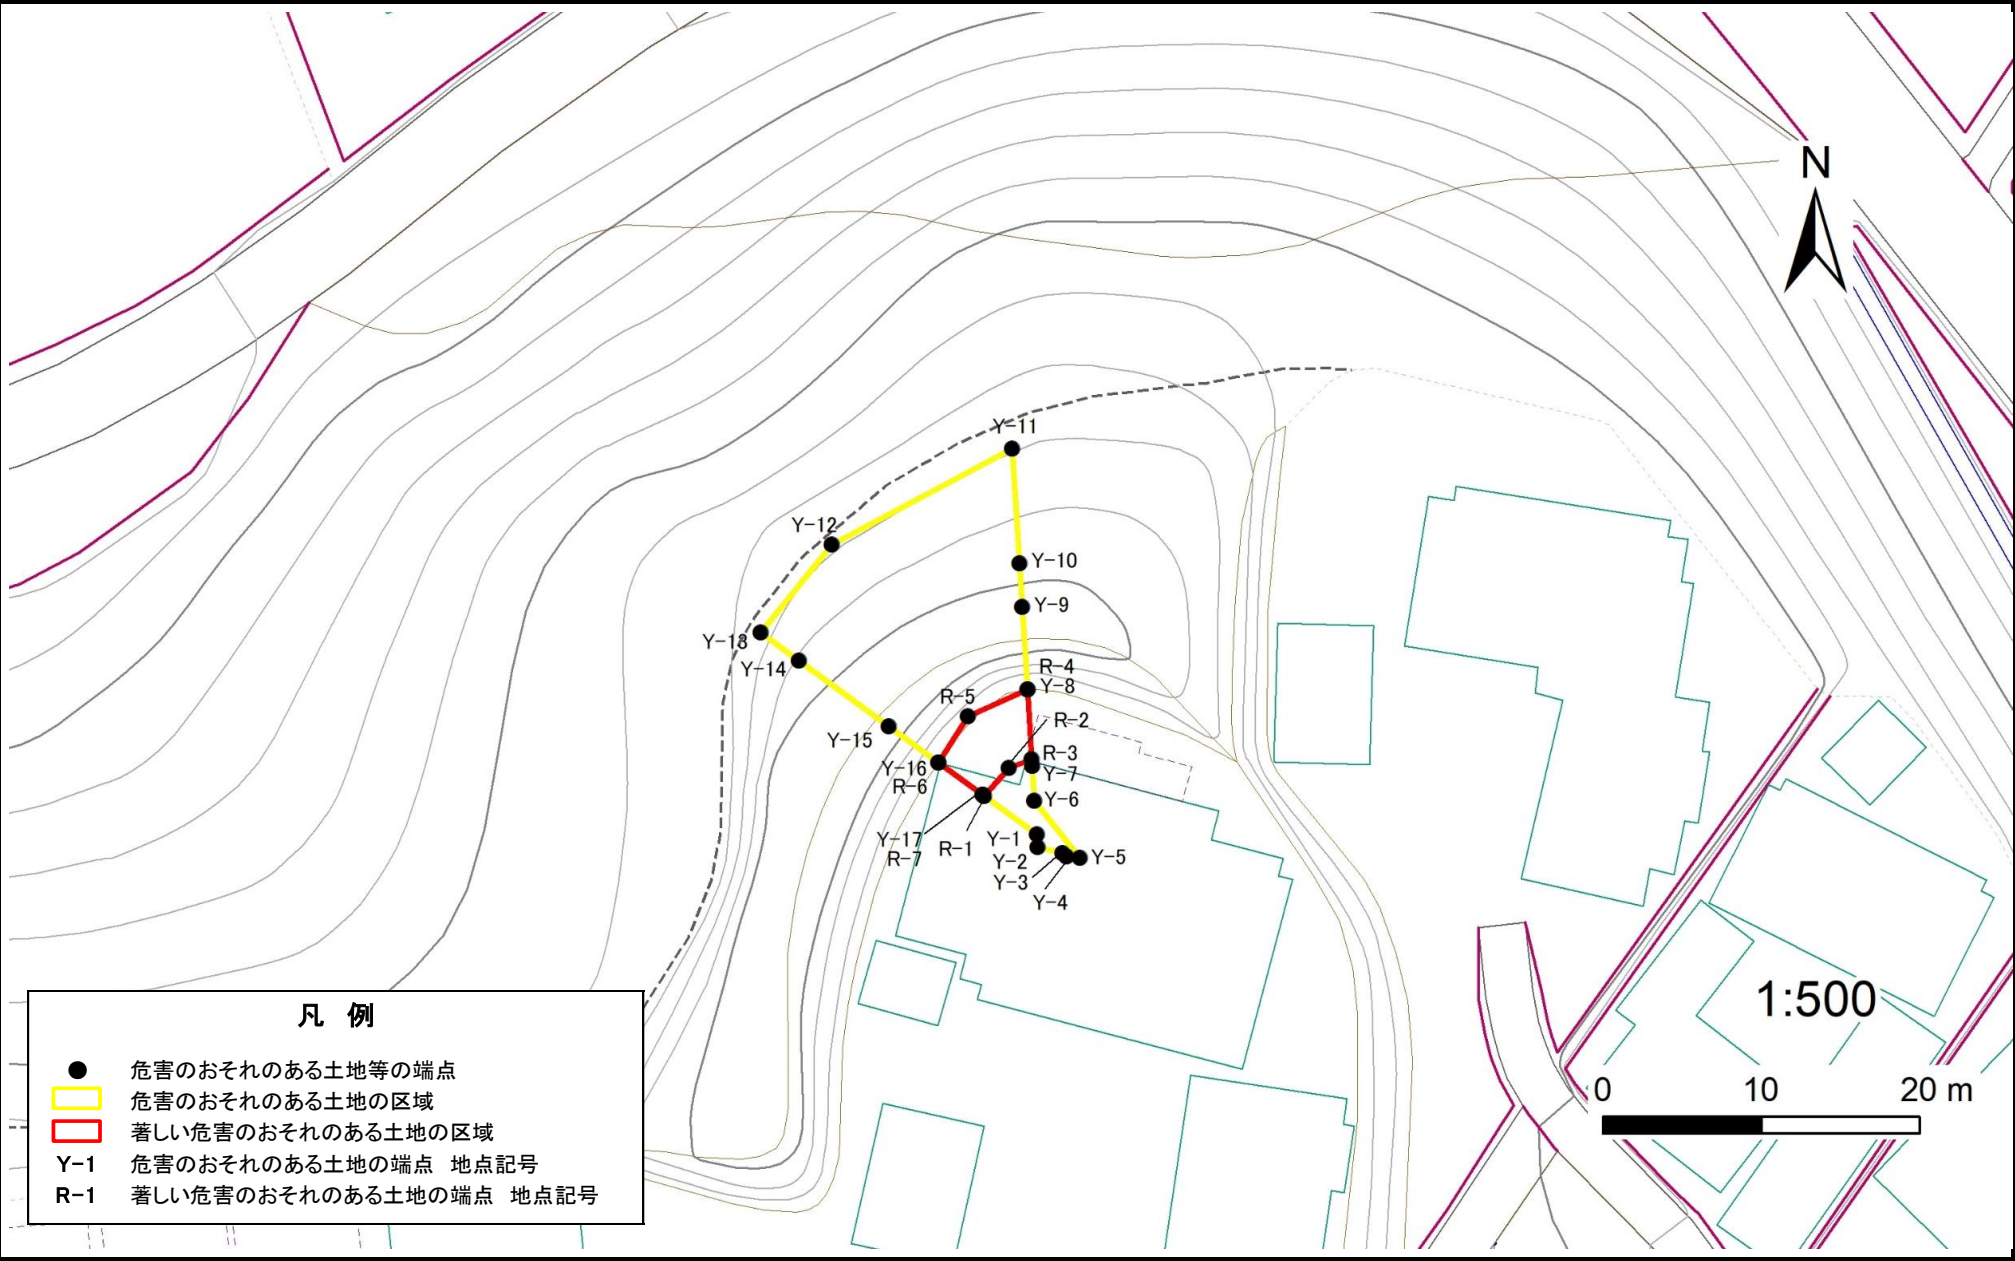 N
Y-11
Y-12
Y-10
Y-9
Y-13
Y-14
R-4
Y-8
R-5
R-2
Y-15
R-3
Y-16
Y-7
R-6
Y-6
Y-17
R-1
Y-1
R-7
Y-2
Y-5
Y-3
Y-4
1:500
0 10 20 m
凡 例
危害のおそれのある土地等の端点
危害のおそれのある土地の区域
著しい危害のおそれのある土地の区域
Y-1 危害のおそれのある土地の端点 地点記号
R-1 著しい危害のおそれのある土地の端点 地点記号